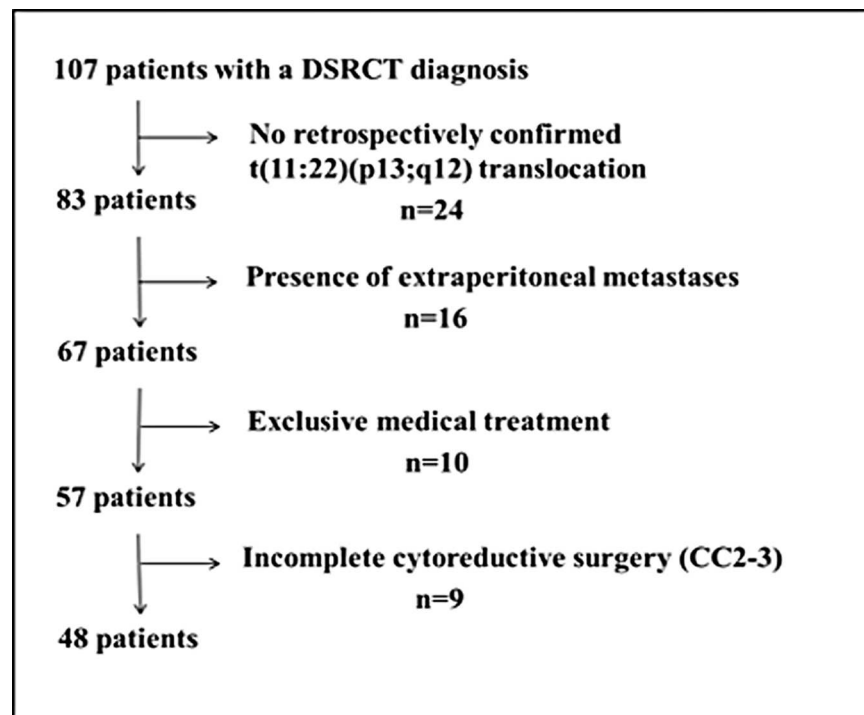 107 patients with a DSRCT diagnosis
No retrospectively confirmed
t(11:22)(p13;q12) translocation
n=24
83 patients
Presence of extraperitoneal metastases
n=16
67 patients
Exclusive medical treatment
n=10
57 patients
Incomplete cytoreductive surgery (CC2-3)
n=9
48 patients